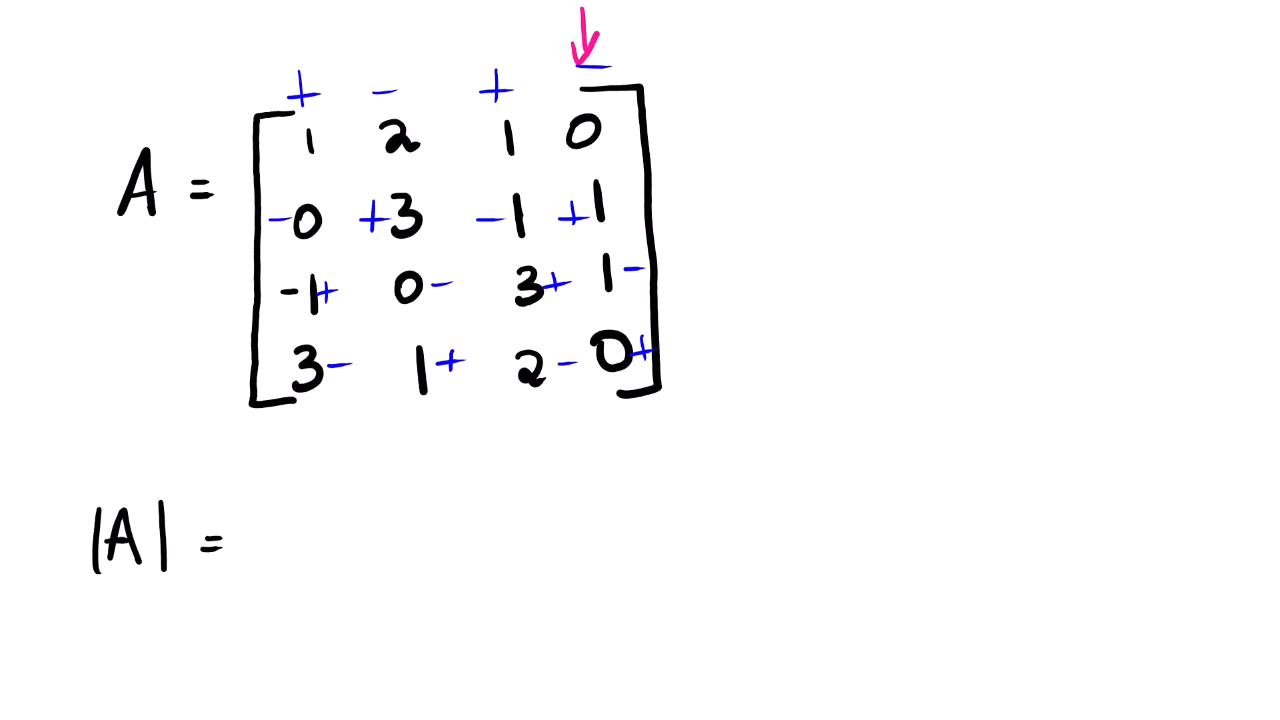 + - + -
A = [ 1 2 1 0
-0 +3 -1 +1
-1+ 0- 3+ 1-
3- 1+ 2- 0+ ]
|A| =